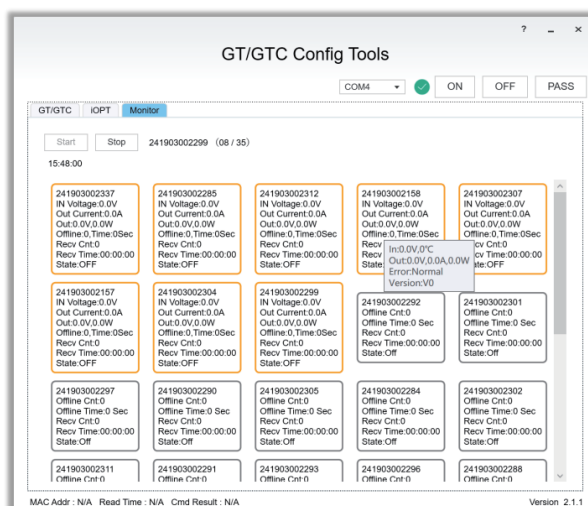 ? _ ×
GT/GTC Config Tools
COM4 ON OFF PASS
GT/GTC iOPT Monitor
Start Stop 241903002299 (08 / 35)
15:48:00
241903002337
IN Voltage:0.0V
Out Current:0.0A
Out:0.0V,0.0W
Offline:0,Time:0Sec
Recv Cnt:0
Recv Time:00:00:00
State:OFF
241903002285
IN Voltage:0.0V
Out Current:0.0A
Out:0.0V,0.0W
Offline:0,Time:0Sec
Recv Cnt:0
Recv Time:00:00:00
State:OFF
241903002312
IN Voltage:0.0V
Out Current:0.0A
Out:0.0V,0.0W
Offline:0,Time:0Sec
Recv Cnt:0
Recv Time:00:00:00
State:OFF
241903002158
IN Voltage:0.0V
Out Current:0.0A
Out:0.0V,0.0W
Offline:0,Time:0Sec
Recv
Recv
State
In:0.0V,0°C
Out:0.0V,0.0A,0.0W
Error:Normal
Version:V0
241903002307
IN Voltage:0.0V
Out Current:0.0A
Out:0.0V,0.0W
Offline:0,Time:0Sec
Recv Cnt:0
Time:00:00:00
OFF
241903002157
IN Voltage:0.0V
Out Current:0.0A
Out:0.0V,0.0W
Offline:0,Time:0Sec
Recv Cnt:0
Recv Time:00:00:00
State:OFF
241903002304
IN Voltage:0.0V
Out Current:0.0A
Out:0.0V,0.0W
Offline:0,Time:0Sec
Recv Cnt:0
Recv Time:00:00:00
State:OFF
241903002299
IN Voltage:0.0V
Out Current:0.0A
Out:0.0V,0.0W
Offline:0,Time:0Sec
Recv Cnt:0
Recv Time:00:00:00
State:OFF
241903002292
Offline Cnt:0
Offline Time:0 Sec
Recv Cnt:0
Recv Time:00:00:00
State:Off
241903002301
Offline Cnt:0
Offline Time:0 Sec
Recv Cnt:0
Recv Time:00:00:00
State:Off
241903002297
Offline Cnt:0
Offline Time:0 Sec
Recv Cnt:0
Recv Time:00:00:00
State:Off
241903002290
Offline Cnt:0
Offline Time:0 Sec
Recv Cnt:0
Recv Time:00:00:00
State:Off
241903002305
Offline Cnt:0
Offline Time:0 Sec
Recv Cnt:0
Recv Time:00:00:00
State:Off
241903002284
Offline Cnt:0
Offline Time:0 Sec
Recv Cnt:0
Recv Time:00:00:00
State:Off
241903002302
Offline Cnt:0
Offline Time:0 Sec
Recv Cnt:0
Recv Time:00:00:00
State:Off
241903002311
Offline Cnt:0
241903002291
Offline Cnt:0
241903002293
Offline Cnt:0
241903002296
Offline Cnt:0
241903002288
Offline Cnt:0
MAC Addr : N/A Read Time : N/A Cmd Result : N/A Version 2.1.1